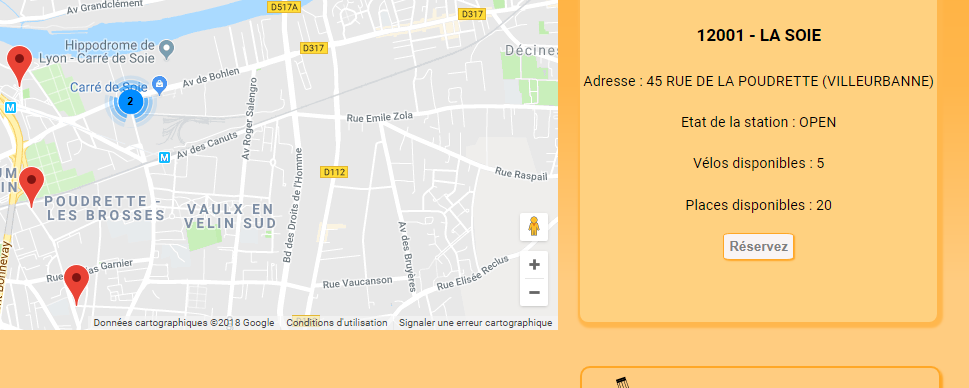 Av Grandclément
D517A
D317
Hippodrome de
Lyon - Carré de Soie
D317
Décines
Av de Bohlen
Carré de Soie
2
M
Av Roger Salengro
Rue Emile Zola
Av des Canuts
M
D112
Rue Raspail
POUDRETTE -
LES BROSSES
VAULX EN
VELIN SUD
Bd des Droits de l'Homme
Av des Bruyères
Garnier
Rue Vaucanson
Rue Elisée Reclus
+
−
Données cartographiques ©2018 Google
Conditions d'utilisation
Signaler une erreur cartographique
12001 - LA SOIE
Adresse : 45 RUE DE LA POUDRETTE (VILLEURBANNE)
Etat de la station : OPEN
Vélos disponibles : 5
Places disponibles : 20
Réservez